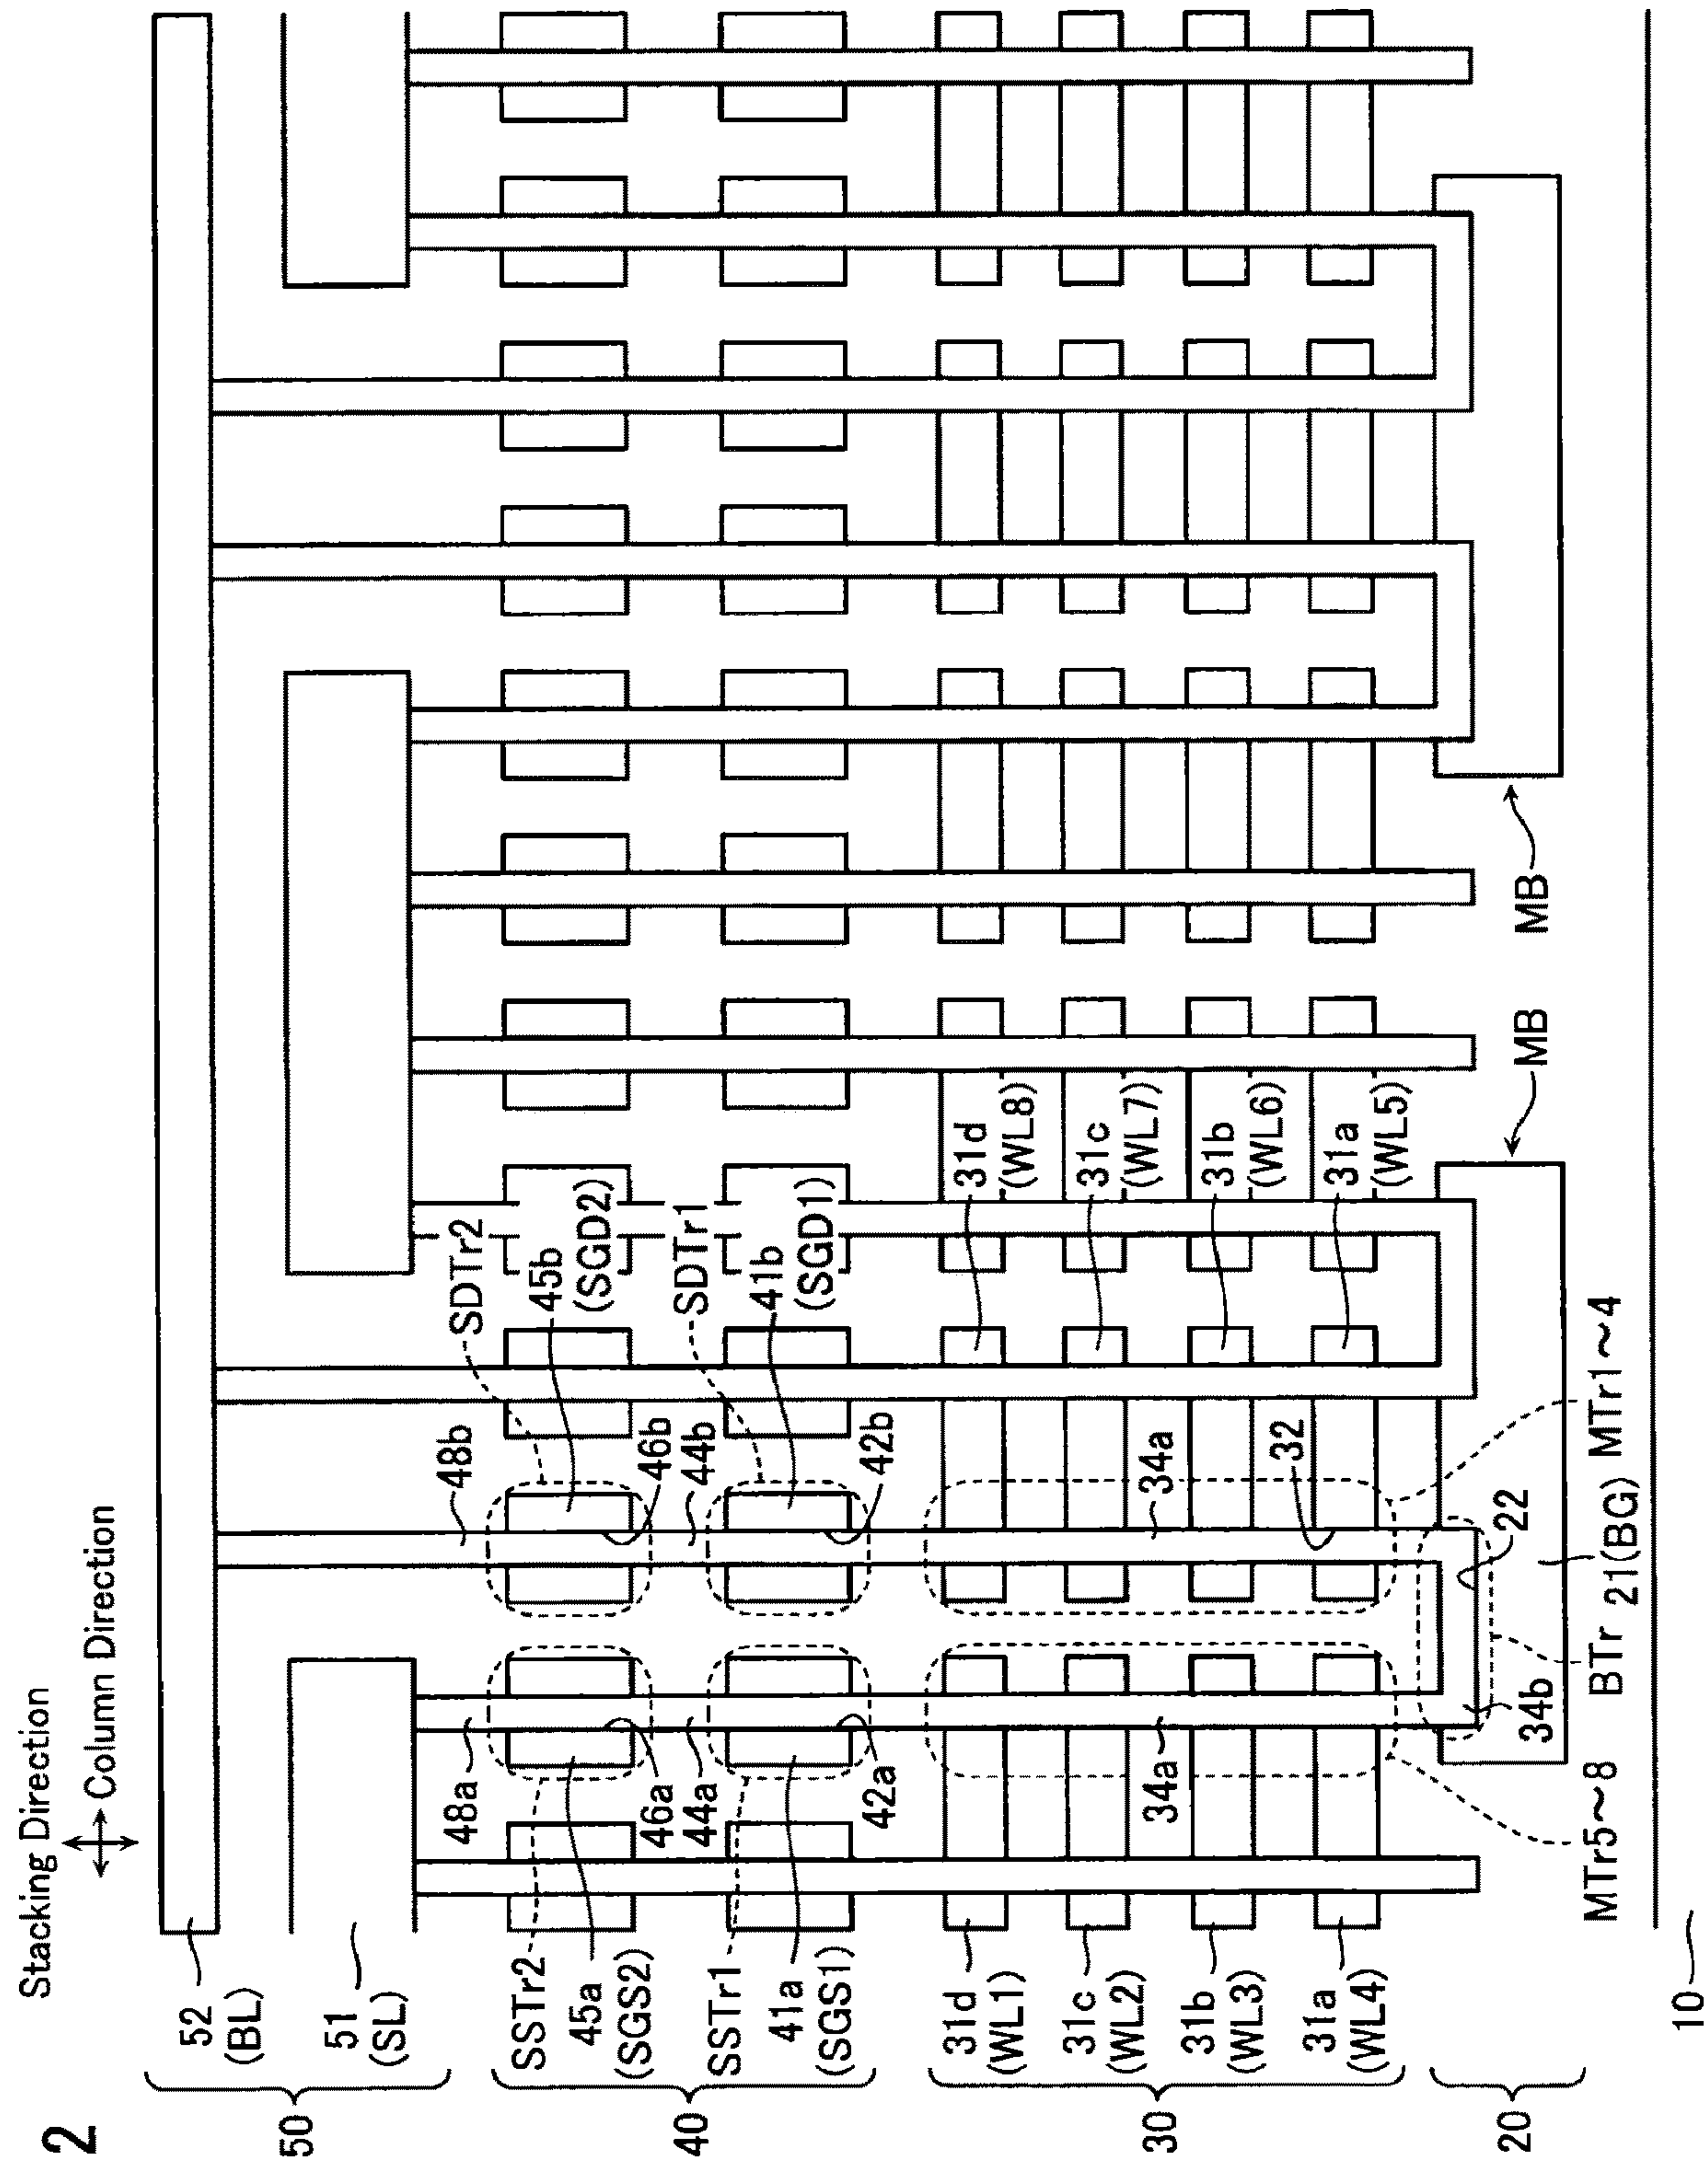 2
Stacking Direction
Column Direction
50
52
(BL)
51
(SL)
40
SSTr2
45a
(SGS2)
SSTr1
41a
(SGS1)
48a
46a
44a
42a
48b
46b
44b
42b
SDTr2
45b
(SGD2)
SDTr1
41b
(SGD1)
30
31d
(WL1)
31c
(WL2)
31b
(WL3)
31a
(WL4)
34a
34a
32
31d
(WL8)
31c
(WL7)
31b
(WL6)
31a
(WL5)
MB
MB
20
MTr5~8
34b
BTr
21(BG)
22
MTr1~4
10